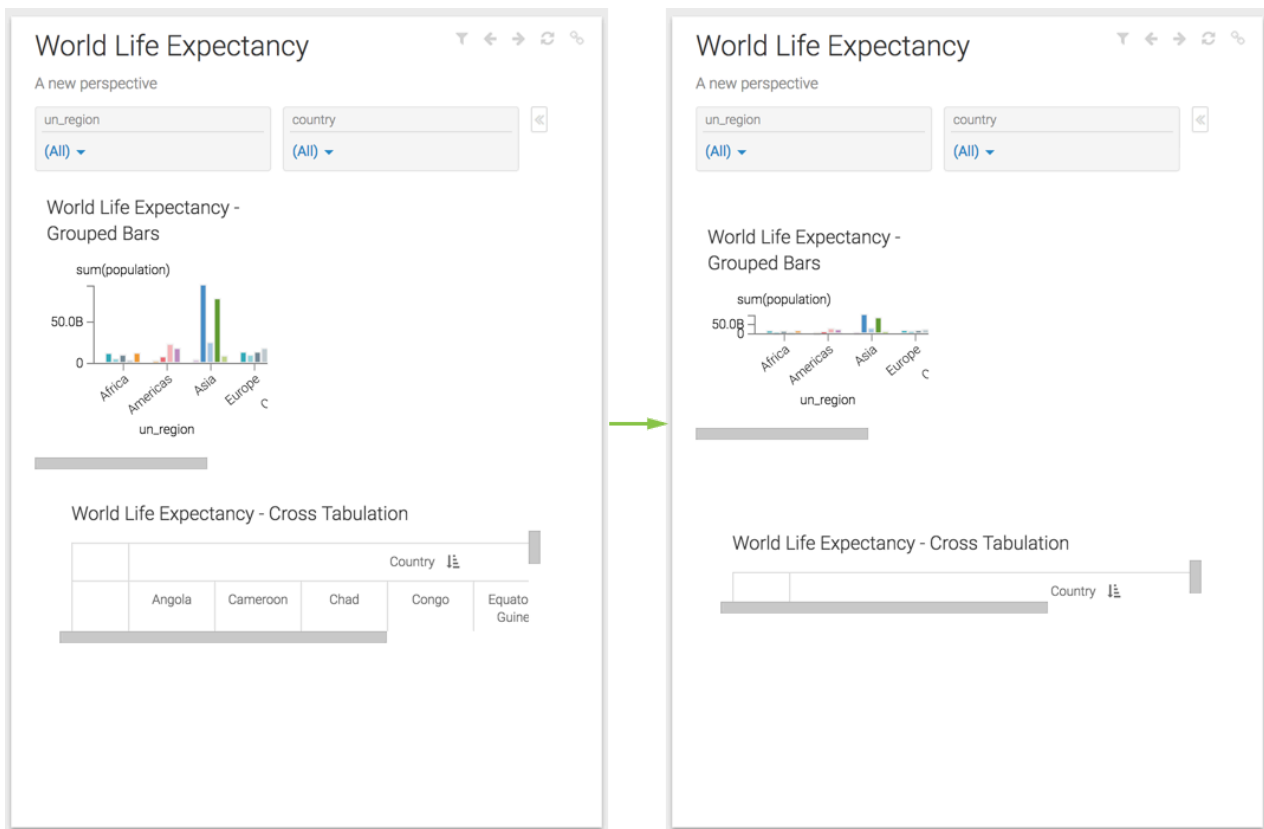 World Life Expectancy
A new perspective
un_region
country
(All)
(All)
World Life Expectancy -
Grouped Bars
sum(population)
50.0B
0
Africa
Americas
Asia
Europe
un_region
World Life Expectancy - Cross Tabulation
Country
Angola
Cameroon
Chad
Congo
Equato
Guine
World Life Expectancy
A new perspective
un_region
country
(All)
(All)
World Life Expectancy -
Grouped Bars
sum(population)
50.0B
0
Africa
Americas
Asia
Europe
un_region
World Life Expectancy - Cross Tabulation
Country